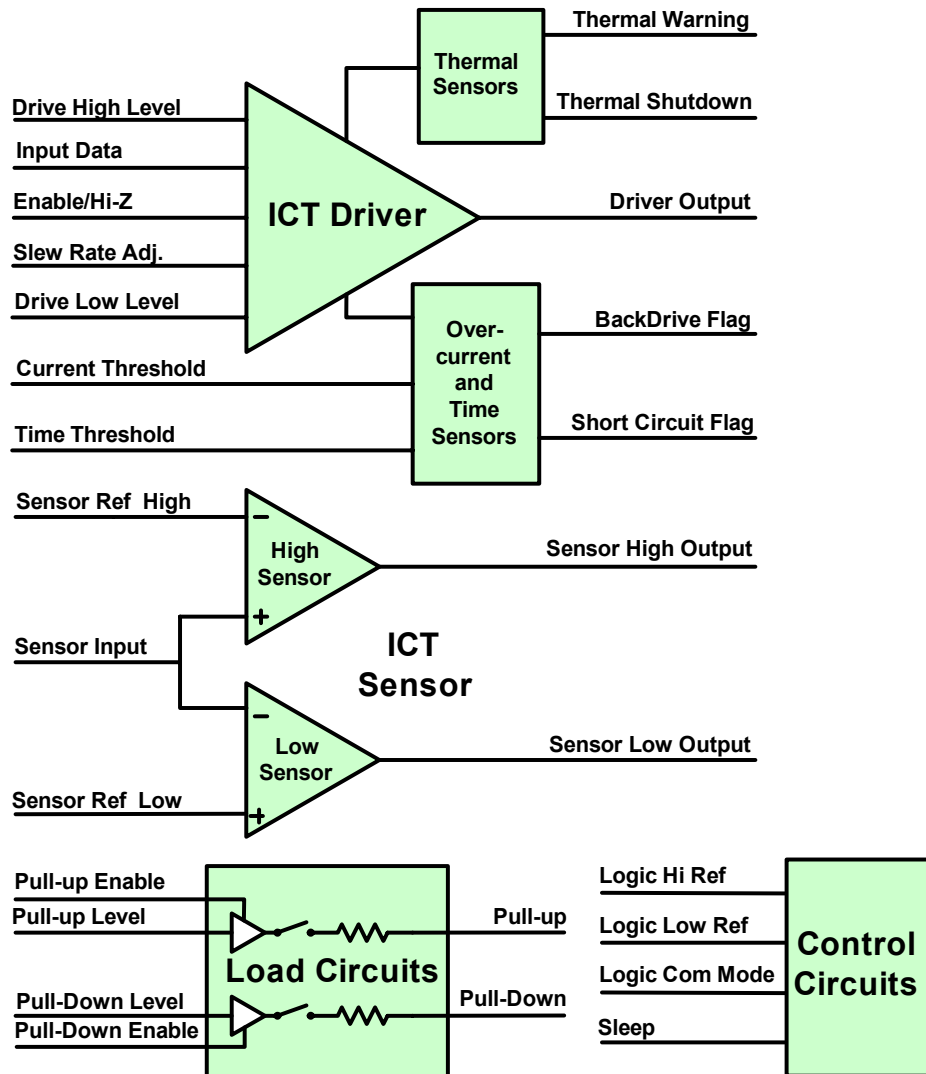 Thermal Warning
Thermal
Sensors
Thermal Shutdown
Drive High Level
Input Data
Enable/Hi-Z
ICT Driver
Driver Output
Slew Rate Adj.
Drive Low Level
Over-
current
and
Time
Sensors
BackDrive Flag
Current Threshold
Time Threshold
Short Circuit Flag
Sensor Ref High
−
High
Sensor
+
Sensor High Output
Sensor Input
ICT
Sensor
−
Low
Sensor
+
Sensor Low Output
Sensor Ref Low
Pull-up Enable
Pull-up Level
Pull-up
Load Circuits
Pull-Down Level
Pull-Down Enable
Pull-Down
Logic Hi Ref
Logic Low Ref
Logic Com Mode
Sleep
Control
Circuits